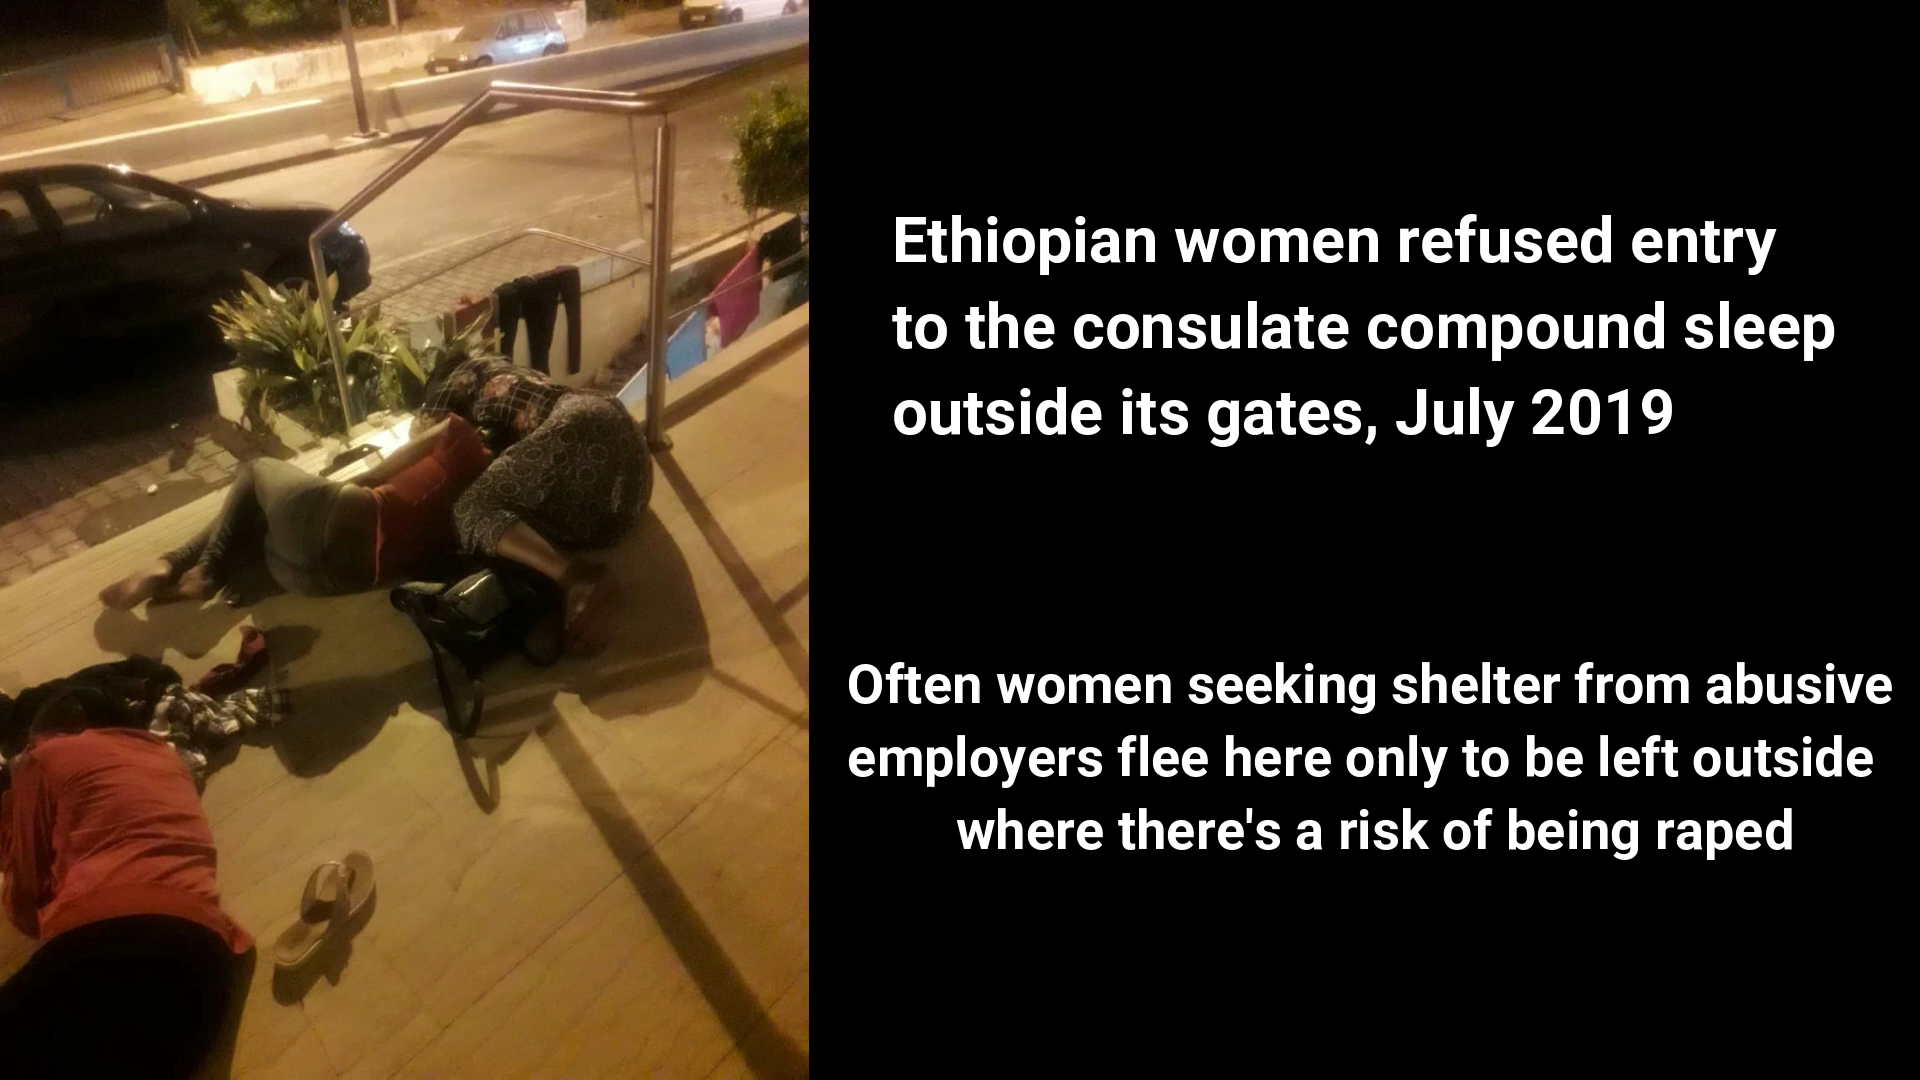 Ethiopian women refused entry
to the consulate compound sleep
outside its gates, July 2019
Often women seeking shelter from abusive
employers flee here only to be left outside
where there's a risk of being raped